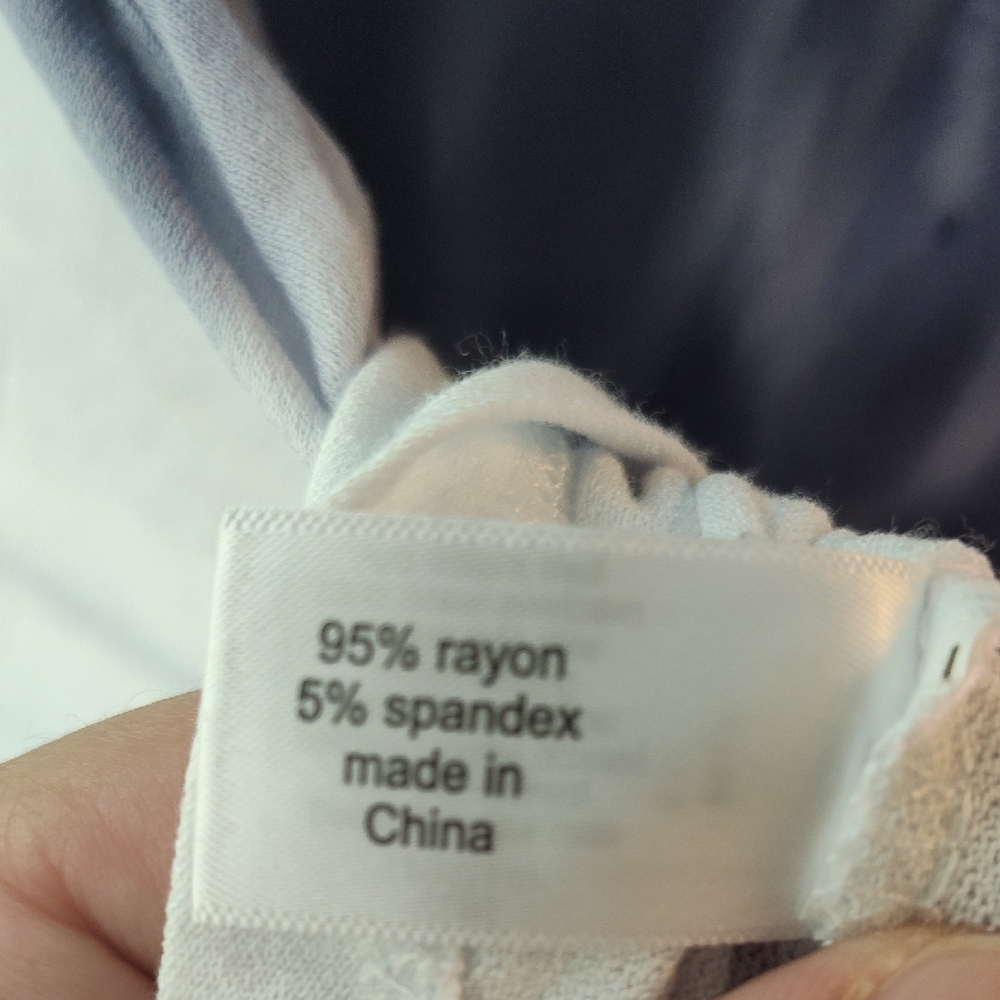 95% rayon
5% spandex
made in
China